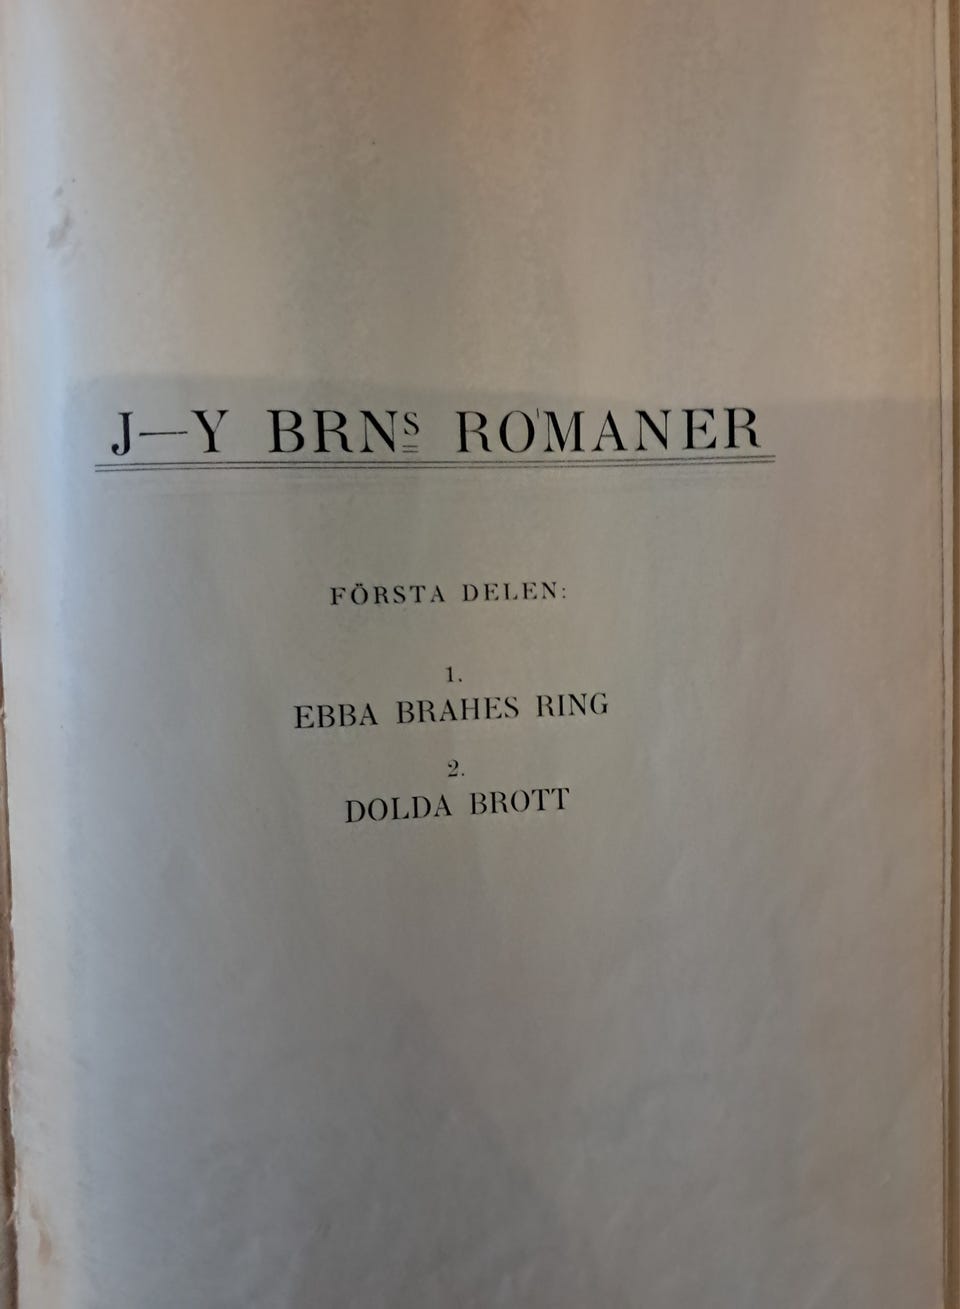 J—Y BRNS ROMANER
FÖRSTA DELEN:
1.
EBBA BRAHES RING
2.
DOLDA BROTT